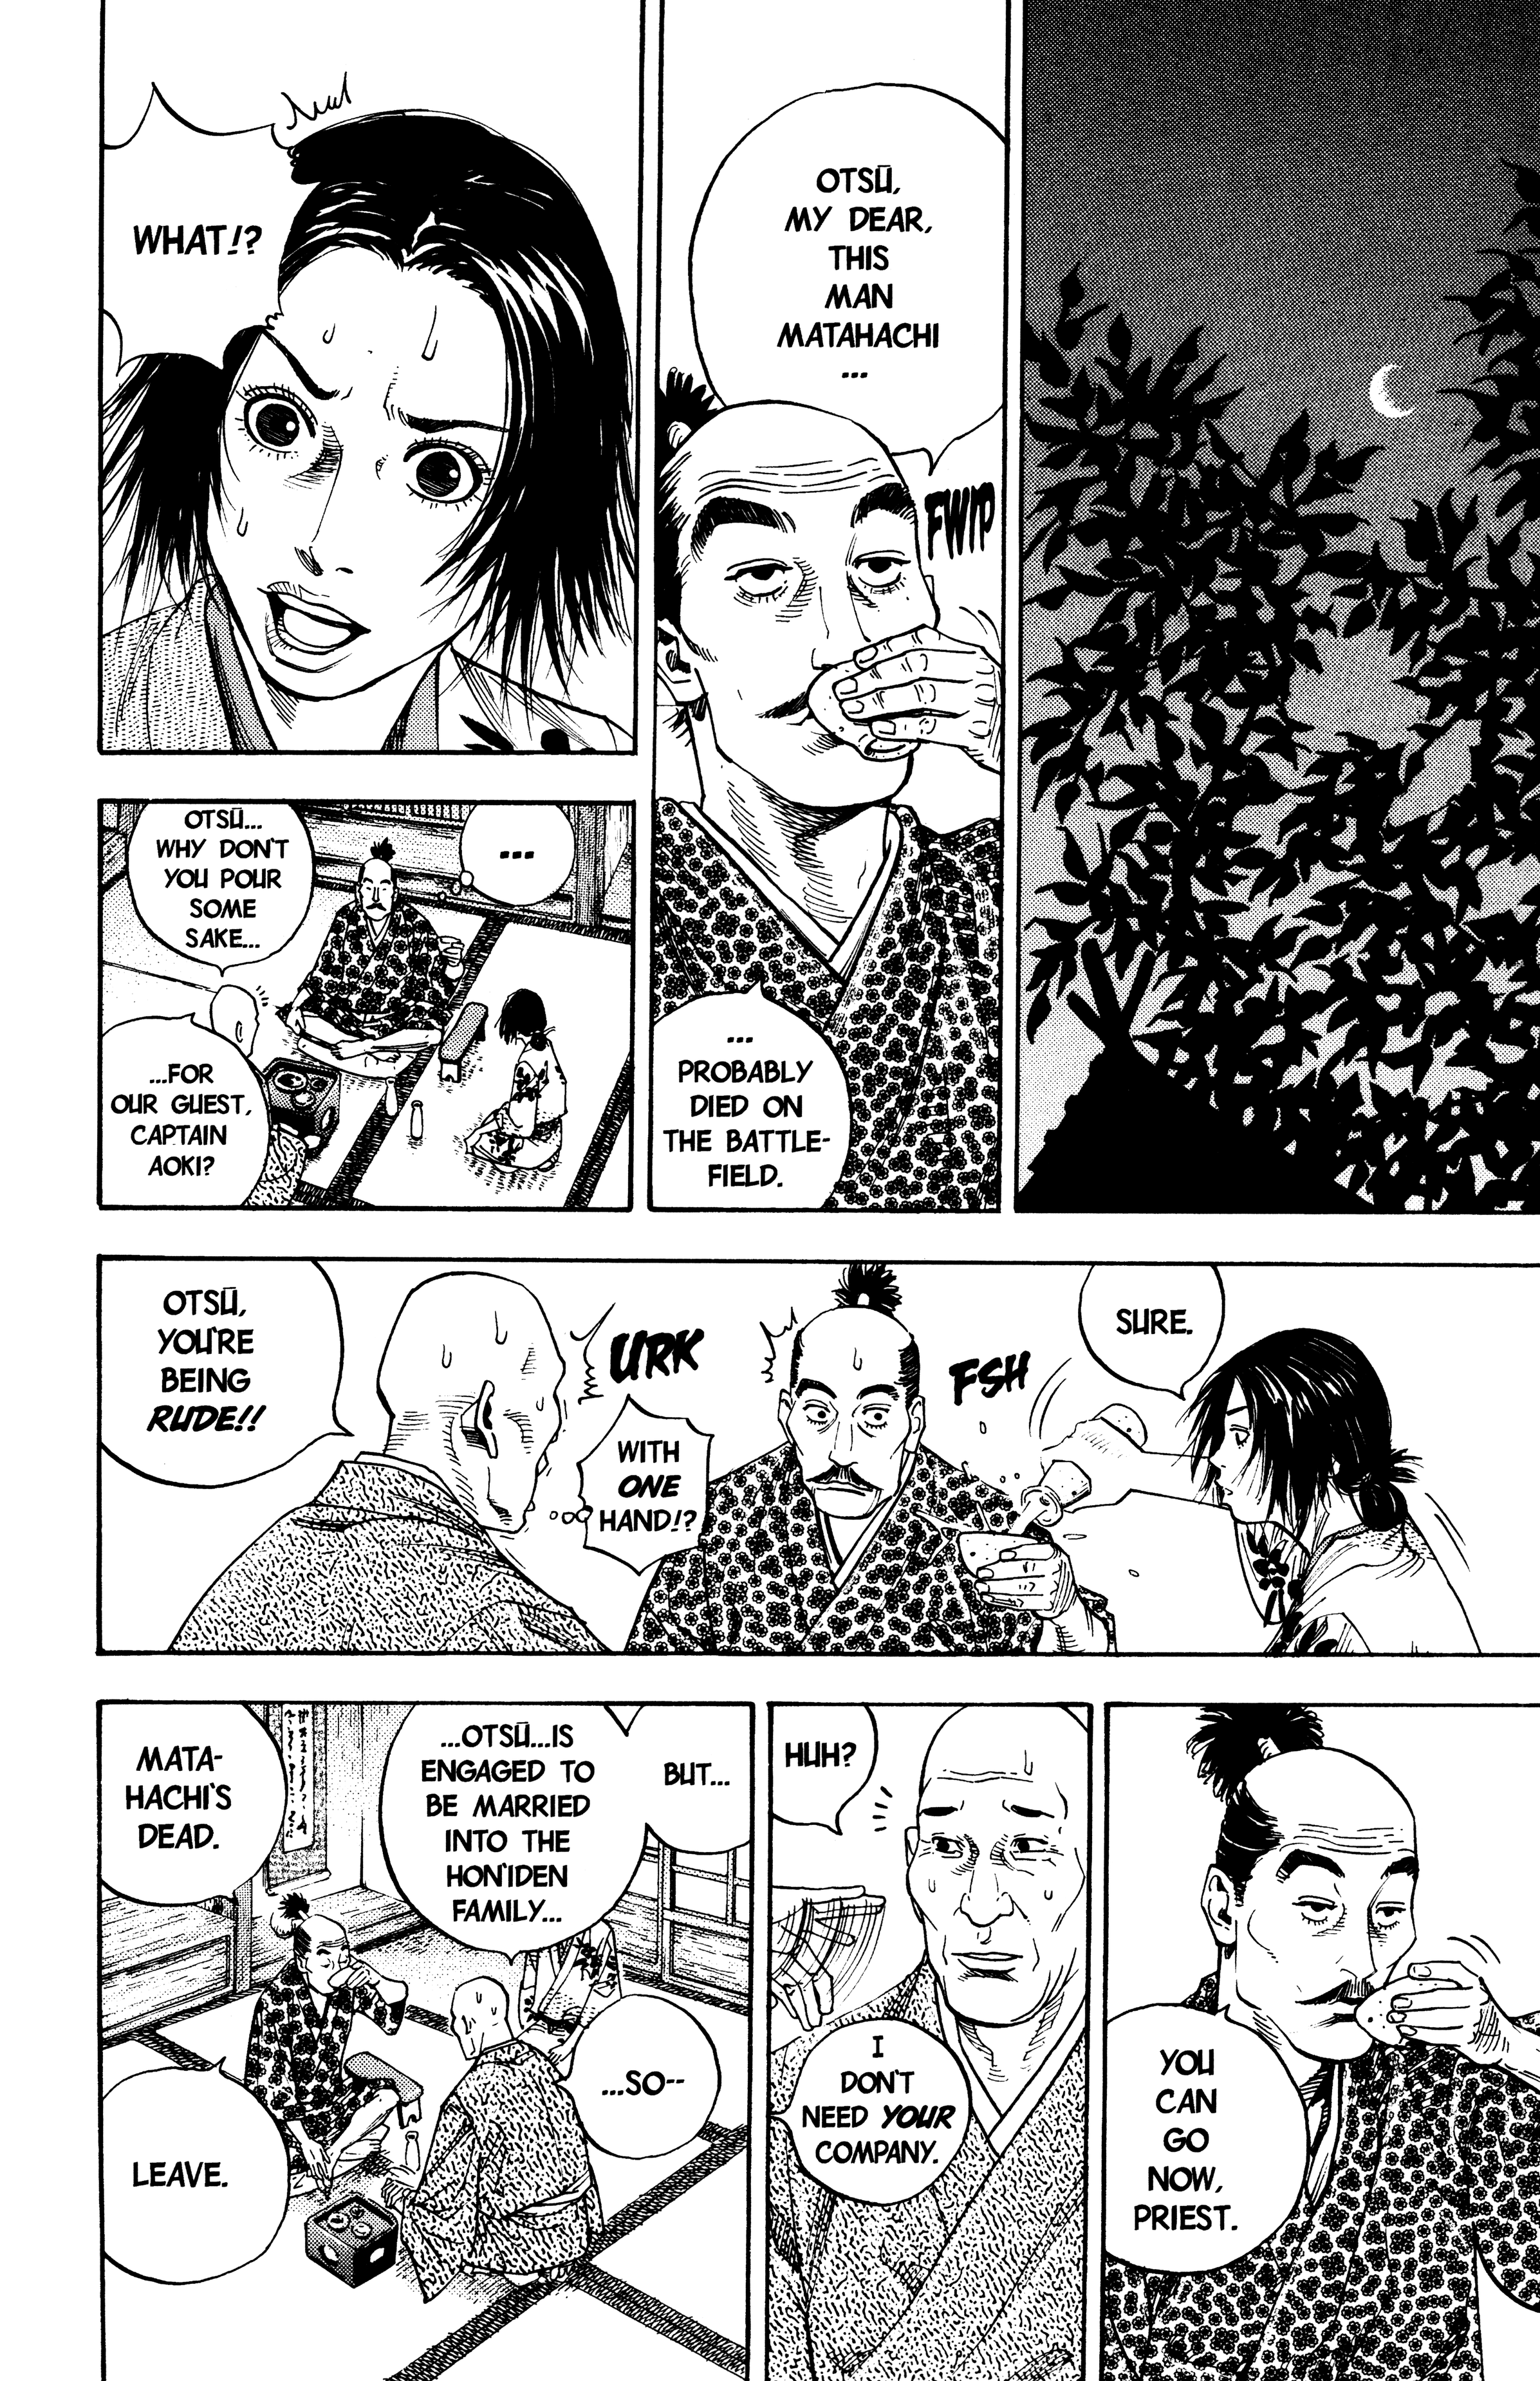 OTSŪ,
MY DEAR,
THIS
MAN
MATAHACHI
...
FWIP
...
PROBABLY
DIED ON
THE BATTLE-
FIELD.
WHAT!?
...
OTSŪ...
WHY DON'T
YOU POUR
SOME
SAKE...
...FOR
OUR GUEST,
CAPTAIN
AOKI?
SURE.
FSH
URK
WITH
ONE
HAND!?
OTSŪ,
YOU'RE
BEING
RUDE!!
YOU
CAN
GO
NOW,
PRIEST.
HUH?
I
DON'T
NEED YOUR
COMPANY.
BUT...
...OTSŪ...IS
ENGAGED TO
BE MARRIED
INTO THE
HON'IDEN
FAMILY...
...SO--
MATA-
HACHI'S
DEAD.
LEAVE.